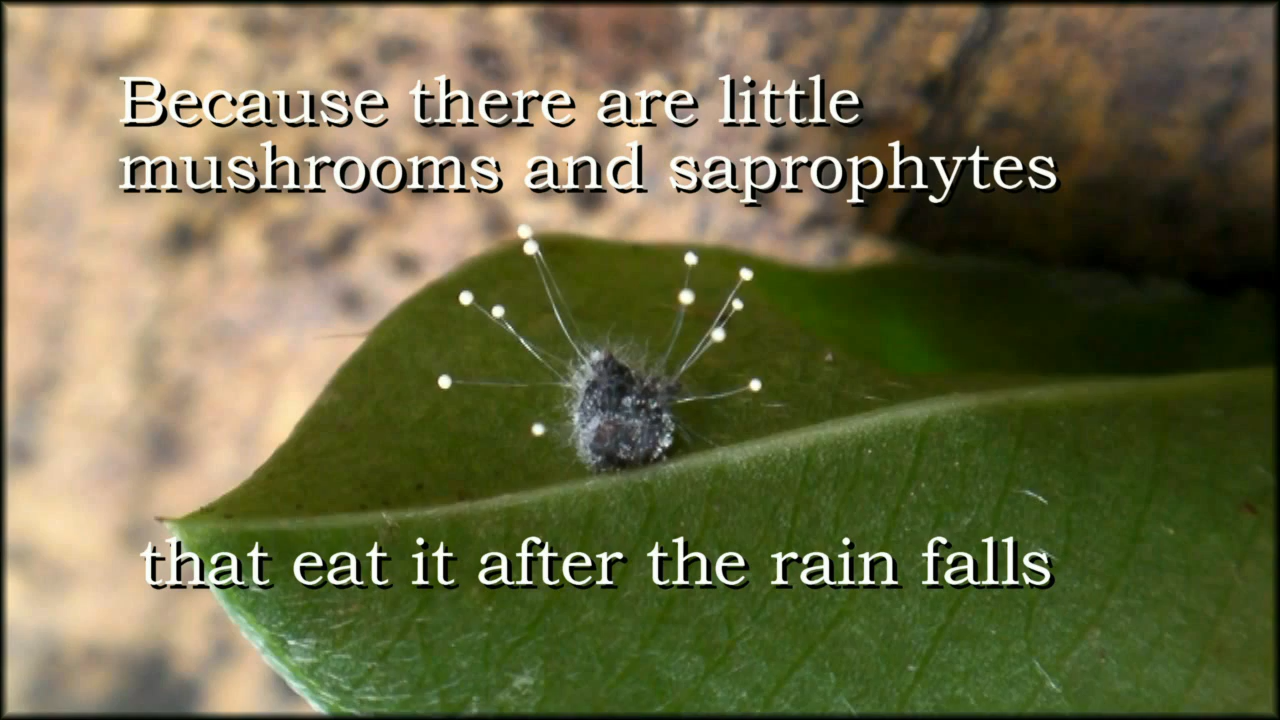 Because there are little
mushrooms and saprophytes
that eat it after the rain falls